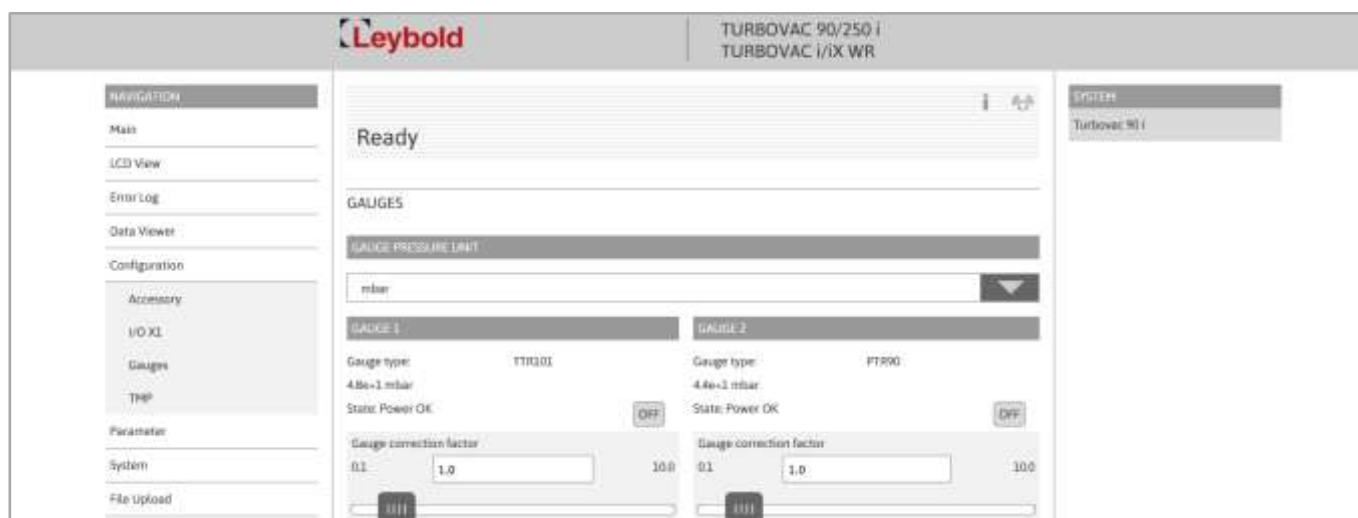 Leybold
TURBOVAC 90/250 i
TURBOVAC i/iX WR
NAVIGATION
Main
LCD View
Error Log
Data Viewer
Configuration
Accessory
I/O X1
Gauges
TMP
Parameter
System
File Upload
i
Ready
GAUGES
GAUGE PRESSURE UNIT
mbar
GAUGE 1
Gauge type: TTR101
4.8e+1 mbar
State: Power OK OFF
Gauge correction factor
0.1 1.0 10.0
GAUGE 2
Gauge type: PTR90
4.4e+1 mbar
State: Power OK OFF
Gauge correction factor
0.1 1.0 10.0
SYSTEM
Turbovac 90 i